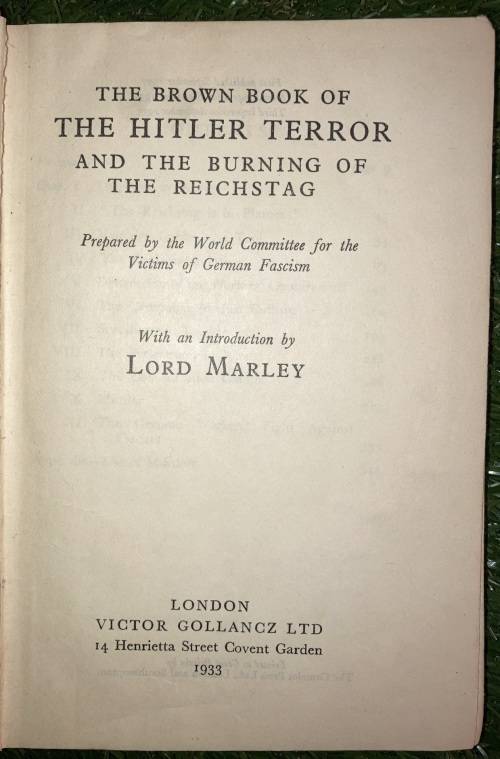 THE BROWN BOOK OF
THE HITLER TERROR
AND THE BURNING OF
THE REICHSTAG
Prepared by the World Committee for the
Victims of German Fascism
With an Introduction by
LORD MARLEY
LONDON
VICTOR GOLLANCZ LTD
14 Henrietta Street Covent Garden
1933